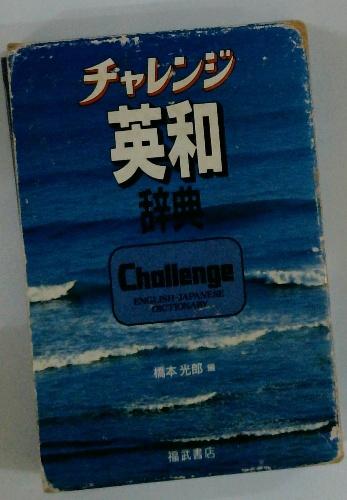 チャレンジ
英和
辞典
Challenge
ENGLISH-JAPANESE
DICTIONARY
橋本光郎 編
福武書店